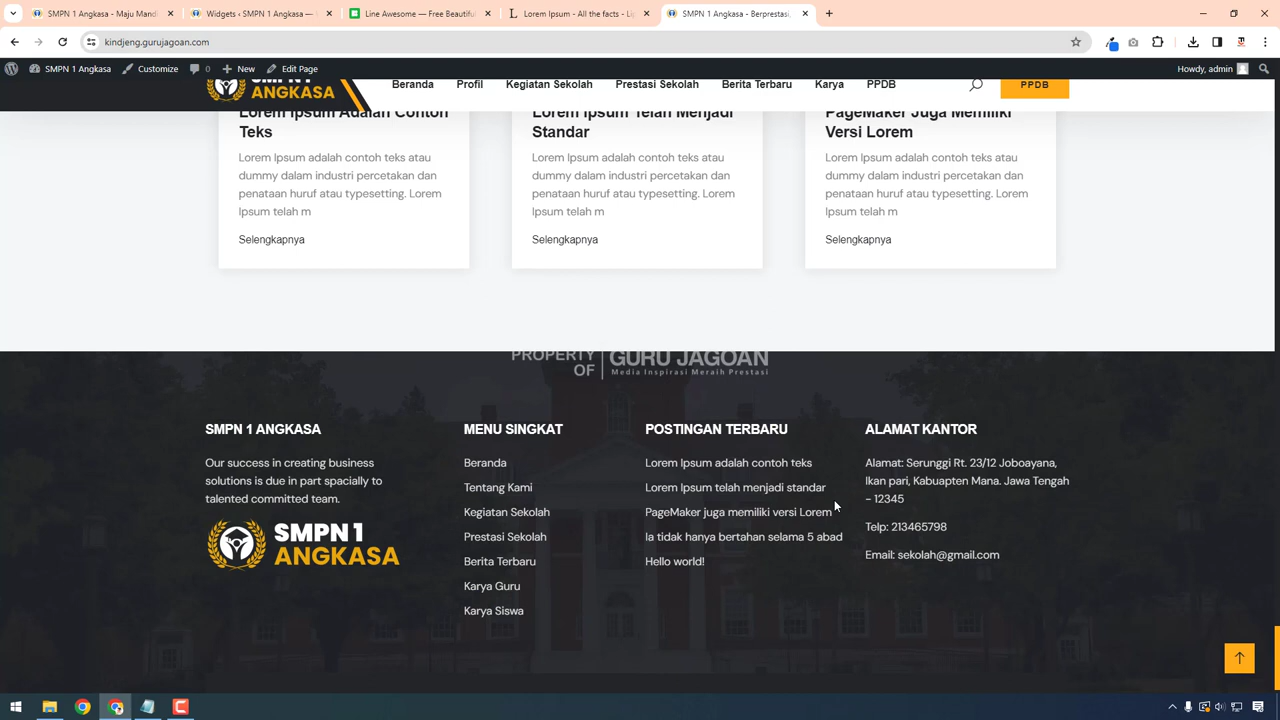 SMPN 1 Angkasa - Maju Mandi
Widgets ‹ SMPN 1 Angkasa —
Line Awesome — Free Beautiful
Lorem Ipsum - All the facts - Li
SMPN 1 Angkasa - Berprestasi,
kindjeng.gurujagoan.com
SMPN 1 Angkasa
Customize
0
New
Edit Page
Howdy, admin
SMPN 1
ANGKASA
Beranda
Profil
Kegiatan Sekolah
Prestasi Sekolah
Berita Terbaru
Karya
PPDB
PPDB
Lorem Ipsum Adalah Contoh
Teks
Lorem Ipsum adalah contoh teks atau
dummy dalam industri percetakan dan
penataan huruf atau typesetting. Lorem
Ipsum telah m
Selengkapnya
Lorem Ipsum Telah Menjadi
Standar
Lorem Ipsum adalah contoh teks atau
dummy dalam industri percetakan dan
penataan huruf atau typesetting. Lorem
Ipsum telah m
Selengkapnya
PageMaker Juga Memiliki
Versi Lorem
Lorem Ipsum adalah contoh teks atau
dummy dalam industri percetakan dan
penataan huruf atau typesetting. Lorem
Ipsum telah m
Selengkapnya
PROPERTY
OF
GURU JAGOAN
Media Inspirasi Meraih Prestasi
SMPN 1 ANGKASA
Our success in creating business
solutions is due in part spacially to
talented committed team.
SMPN 1
ANGKASA
MENU SINGKAT
Beranda
Tentang Kami
Kegiatan Sekolah
Prestasi Sekolah
Berita Terbaru
Karya Guru
Karya Siswa
POSTINGAN TERBARU
Lorem Ipsum adalah contoh teks
Lorem Ipsum telah menjadi standar
PageMaker juga memiliki versi Lorem
Ia tidak hanya bertahan selama 5 abad
Hello world!
ALAMAT KANTOR
Alamat: Serunggi Rt. 23/12 Joboayana,
Ikan pari, Kabuapten Mana. Jawa Tengah
– 12345
Telp: 213465798
Email: sekolah@gmail.com